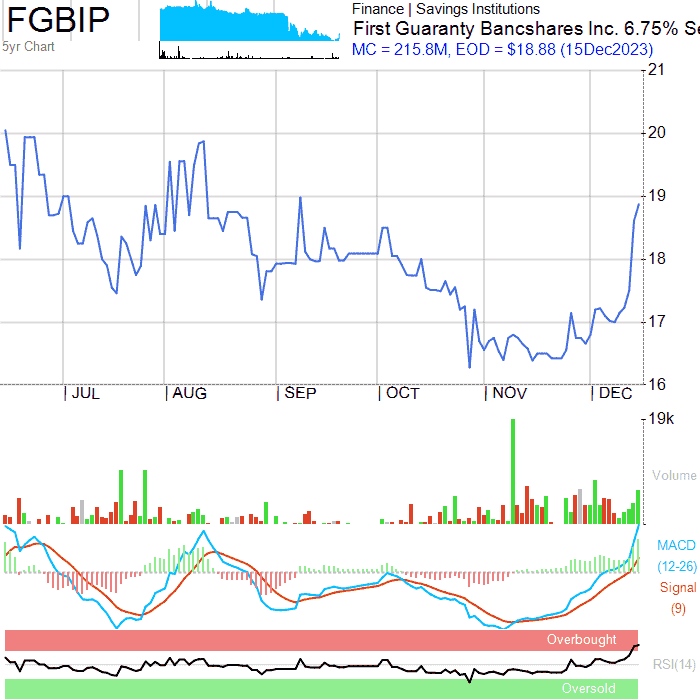 FGBIP
5yr Chart
Finance | Savings Institutions
First Guaranty Bancshares Inc. 6.75% Se
MC = 215.8M, EOD = $18.88 (15Dec2023)
21
20
19
18
17
16
JUL AUG SEP OCT NOV DEC
19k
Volume
MACD
(12-26)
Signal
(9)
Overbought
RSI(14)
Oversold